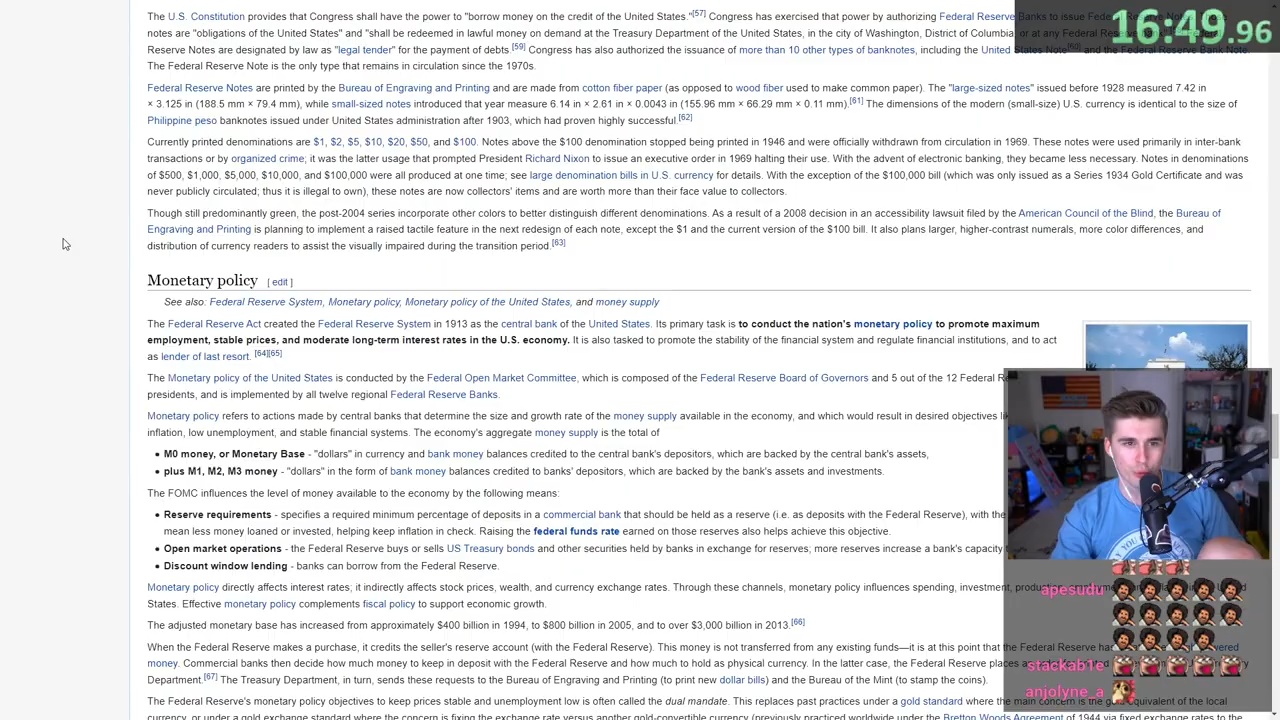 The U.S. Constitution provides that Congress shall have the power to "borrow money on the credit of the United States."[57] Congress has exercised that power by authorizing Federal Reserve Banks to issue Federal Reserve Notes. Those
notes are "obligations of the United States" and "shall be redeemed in lawful money on demand at the Treasury Department of the United States, in the city of Washington, District of Columbia, or at any Federal Reserve bank".
Reserve Notes are designated by law as "legal tender" for the payment of debts.[59] Congress has also authorized the issuance of more than 10 other types of banknotes, including the United States Note[60] and the Federal Reserve Bank Note.
The Federal Reserve Note is the only type that remains in circulation since the 1970s.
16:49.96
Federal Reserve Notes are printed by the Bureau of Engraving and Printing and are made from cotton fiber paper (as opposed to wood fiber used to make common paper). The "large-sized notes" issued before 1928 measured 7.42 in
× 3.125 in (188.5 mm × 79.4 mm), while small-sized notes introduced that year measure 6.14 in × 2.61 in × 0.0043 in (155.96 mm × 66.29 mm × 0.11 mm).[61] The dimensions of the modern (small-size) U.S. currency is identical to the size of
Philippine peso banknotes issued under United States administration after 1903, which had proven highly successful.[62]
Currently printed denominations are $1, $2, $5, $10, $20, $50, and $100. Notes above the $100 denomination stopped being printed in 1946 and were officially withdrawn from circulation in 1969. These notes were used primarily in inter-bank
transactions or by organized crime; it was the latter usage that prompted President Richard Nixon to issue an executive order in 1969 halting their use. With the advent of electronic banking, they became less necessary. Notes in denominations
of $500, $1,000, $5,000, $10,000, and $100,000 were all produced at one time; see large denomination bills in U.S. currency for details. With the exception of the $100,000 bill (which was only issued as a Series 1934 Gold Certificate and was
never publicly circulated; thus it is illegal to own), these notes are now collectors' items and are worth more than their face value to collectors.
Though still predominantly green, the post-2004 series incorporate other colors to better distinguish different denominations. As a result of a 2008 decision in an accessibility lawsuit filed by the American Council of the Blind, the Bureau of
Engraving and Printing is planning to implement a raised tactile feature in the next redesign of each note, except the $1 and the current version of the $100 bill. It also plans larger, higher-contrast numerals, more color differences, and
distribution of currency readers to assist the visually impaired during the transition period.[63]
Monetary policy [ edit ]
See also: Federal Reserve System, Monetary policy, Monetary policy of the United States, and money supply
The Federal Reserve Act created the Federal Reserve System in 1913 as the central bank of the United States. Its primary task is to conduct the nation's monetary policy to promote maximum
employment, stable prices, and moderate long-term interest rates in the U.S. economy. It is also tasked to promote the stability of the financial system and regulate financial institutions, and to act
as lender of last resort. [64][65]
The Monetary policy of the United States is conducted by the Federal Open Market Committee, which is composed of the Federal Reserve Board of Governors and 5 out of the 12 Federal
presidents, and is implemented by all twelve regional Federal Reserve Banks.
Monetary policy refers to actions made by central banks that determine the size and growth rate of the money supply available in the economy, and which would result in desired objectives
inflation, low unemployment, and stable financial systems. The economy's aggregate money supply is the total of
• M0 money, or Monetary Base - "dollars" in currency and bank money balances credited to the central bank's depositors, which are backed by the central bank's assets,
• plus M1, M2, M3 money - "dollars" in the form of bank money balances credited to banks' depositors, which are backed by the bank's assets and investments.
The FOMC influences the level of money available to the economy by the following means:
• Reserve requirements - specifies a required minimum percentage of deposits in a commercial bank that should be held as a reserve (i.e. as deposits with the Federal Reserve), with the
mean less money loaned or invested, helping keep inflation in check. Raising the federal funds rate earned on those reserves also helps achieve this objective.
• Open market operations - the Federal Reserve buys or sells US Treasury bonds and other securities held by banks in exchange for reserves; more reserves increase a bank's capacity
• Discount window lending - banks can borrow from the Federal Reserve.
Monetary policy directly affects interest rates; it indirectly affects stock prices, wealth, and currency exchange rates. Through these channels, monetary policy influences spending, investment,
States. Effective monetary policy complements fiscal policy to support economic growth.
The adjusted monetary base has increased from approximately $400 billion in 1994, to $800 billion in 2005, and to over $3,000 billion in 2013.[66]
When the Federal Reserve makes a purchase, it credits the seller's reserve account (with the Federal Reserve). This money is not transferred from any existing funds—it is at this point that the Federal Reserve
money. Commercial banks then decide how much money to keep in deposit with the Federal Reserve and how much to hold as physical currency. In the latter case, the Federal Reserve places
Department.[67] The Treasury Department, in turn, sends these requests to the Bureau of Engraving and Printing (to print new dollar bills) and the Bureau of the Mint (to stamp the coins).
The Federal Reserve's monetary policy objectives to keep prices stable and unemployment low is often called the dual mandate. This replaces past practices under a gold standard where the main concern is the gold equivalent of the local
currency, or under a gold exchange standard where the concern is fixing the exchange rate versus another gold-convertible currency (previously practiced worldwide under the Bretton Woods Agreement of 1944 via fixed exchange rates to the
apesudu
stackab1e
anjolyne_a